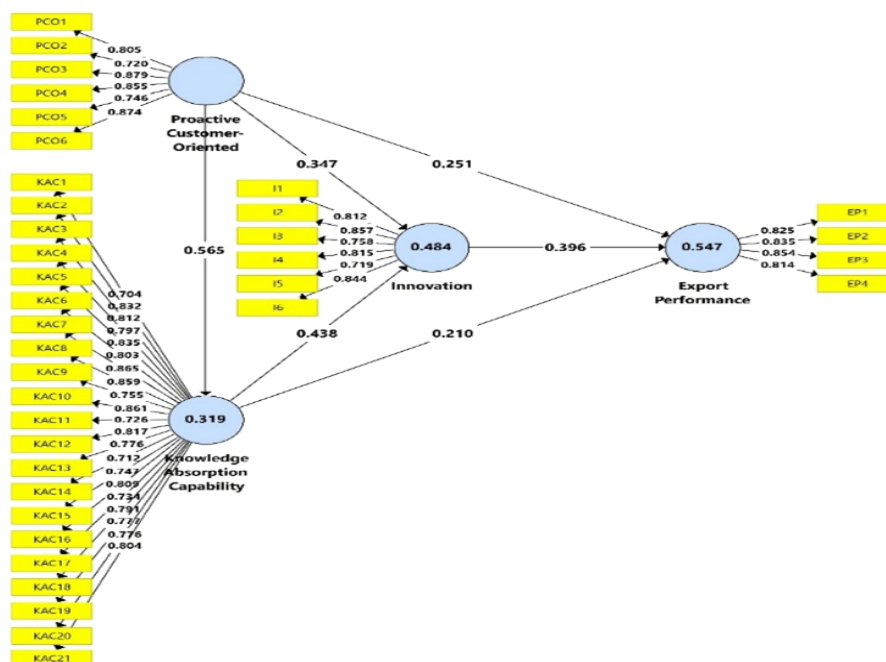 PCO1
PCO2
PCO3
PCO4
PCO5
PCO6
0.805
0.720
0.879
0.855
0.746
0.874
Proactive
Customer-
Oriented
0.347
0.251
0.565
KAC1
KAC2
KAC3
KAC4
KAC5
KAC6
KAC7
KAC8
KAC9
KAC10
KAC11
KAC12
KAC13
KAC14
KAC15
KAC16
KAC17
KAC18
KAC19
KAC20
KAC21
0.704
0.832
0.812
0.797
0.835
0.803
0.865
0.859
0.755
0.861
0.726
0.817
0.776
0.712
0.747
0.809
0.734
0.791
0.777
0.776
0.804
0.319
Knowledge
Absorption
Capability
I1
I2
I3
I4
I5
I6
0.812
0.857
0.758
0.815
0.719
0.844
0.484
Innovation
0.396
0.438
0.210
0.547
Export
Performance
0.825
0.835
0.854
0.814
EP1
EP2
EP3
EP4